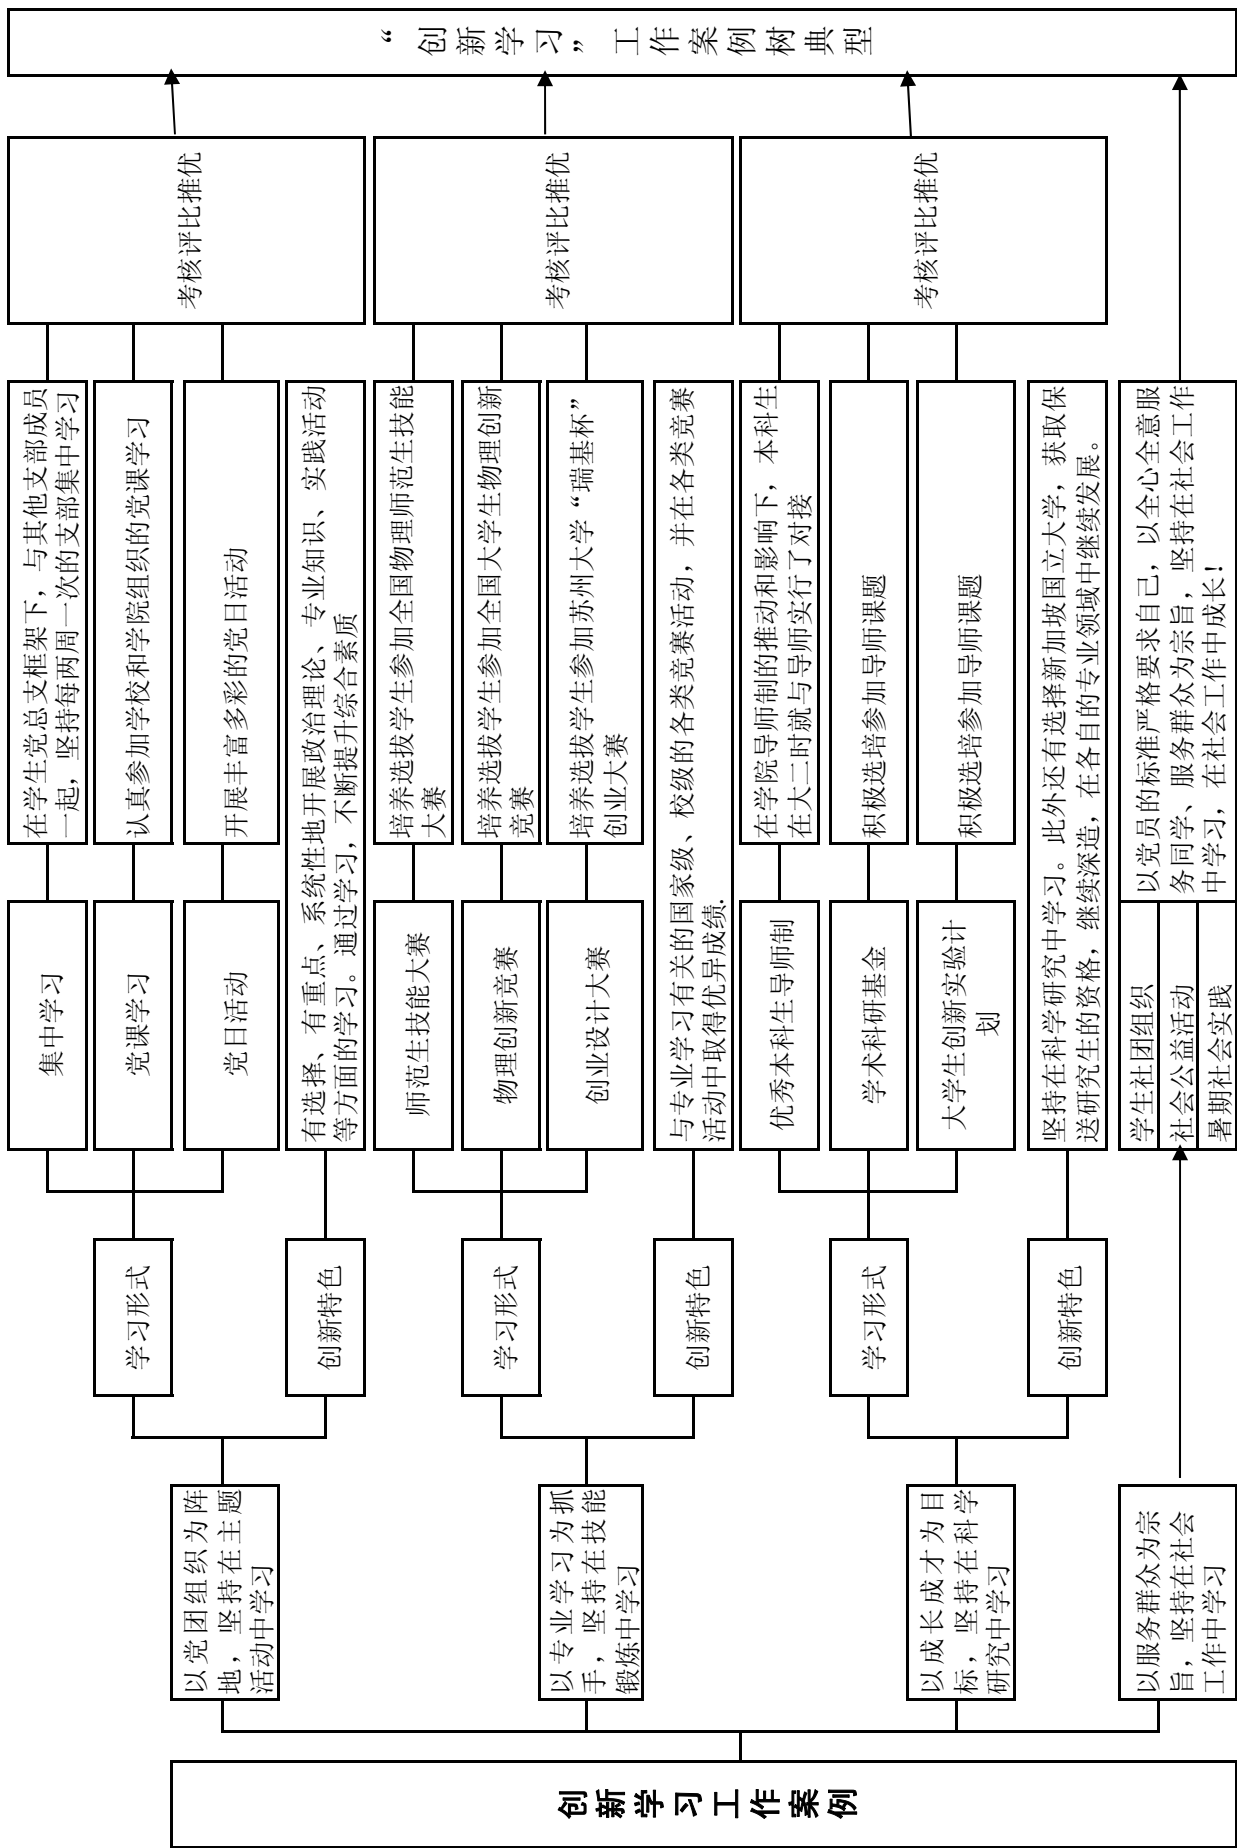 创新学习工作案例
以党团组织为阵
地，坚持在主题
活动中学习
学习形式
集中学习
在学生党总支框架下，与其他支部成员
一起，坚持每两周一次的支部集中学习
党课学习
认真参加学校和学院组织的党课学习
党日活动
开展丰富多彩的党日活动
考核评比推优
创新特色
有选择、有重点、系统性地开展政治理论、专业知识、实践活动
等方面的学习。通过学习，不断提升综合素质
以专业学习为抓
手，坚持在技能
锻炼中学习
学习形式
师范生技能大赛
培养选拔学生参加全国物理师范生技能
大赛
物理创新竞赛
培养选拔学生参加全国大学生物理创新
竞赛
创业设计大赛
培养选拔学生参加苏州大学“瑞基杯”
创业大赛
考核评比推优
创新特色
与专业学习有关的国家级、校级的各类竞赛活动，并在各类竞赛
活动中取得优异成绩.
以成长成才为目
标，坚持在科学
研究中学习
学习形式
优秀本科生导师制
在学院导师制的推动和影响下，本科生
在大二时就与导师实行了对接
学术科研基金
积极选培参加导师课题
大学生创新实验计
划
积极选培参加导师课题
考核评比推优
创新特色
坚持在科学研究中学习。此外还有选择新加坡国立大学，获取保
送研究生的资格，继续深造，在各自的专业领域中继续发展。
以服务群众为宗
旨，坚持在社会
工作中学习
学生社团组织
社会公益活动
暑期社会实践
以党员的标准严格要求自己，以全心全意服
务同学、服务群众为宗旨，坚持在社会工作
中学习，在社会工作中成长！
“创新学习”工作案例树典型